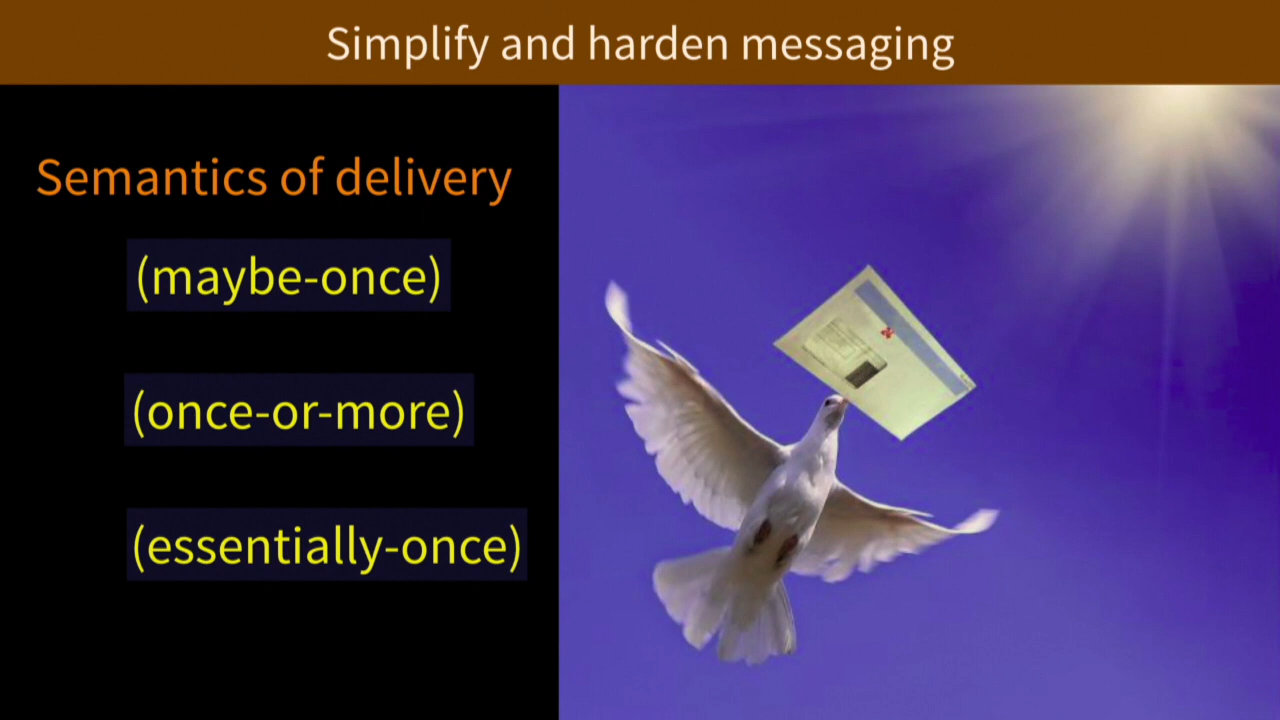 Simplify and harden messaging
Semantics of delivery
(maybe-once)
(once-or-more)
(essentially-once)